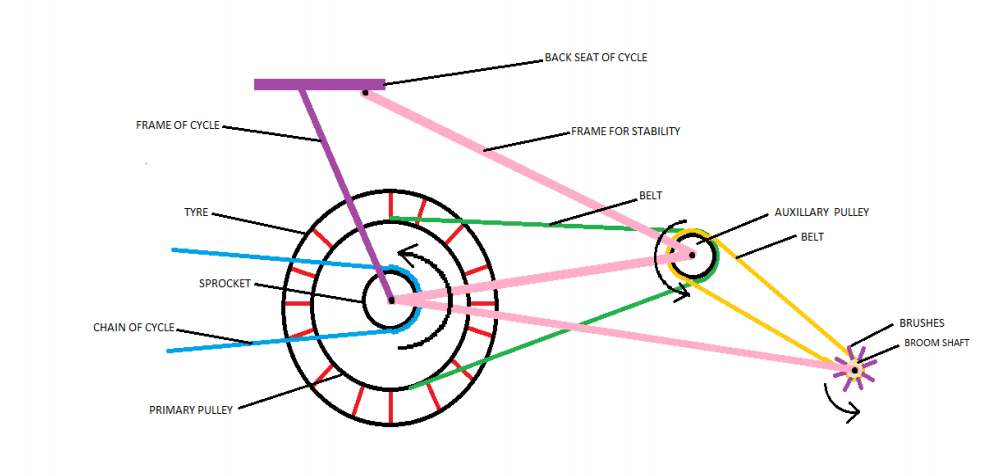 BACK SEAT OF CYCLE
FRAME OF CYCLE
FRAME FOR STABILITY
BELT
TYRE
AUXILLARY PULLEY
BELT
SPROCKET
CHAIN OF CYCLE
BRUSHES
BROOM SHAFT
PRIMARY PULLEY